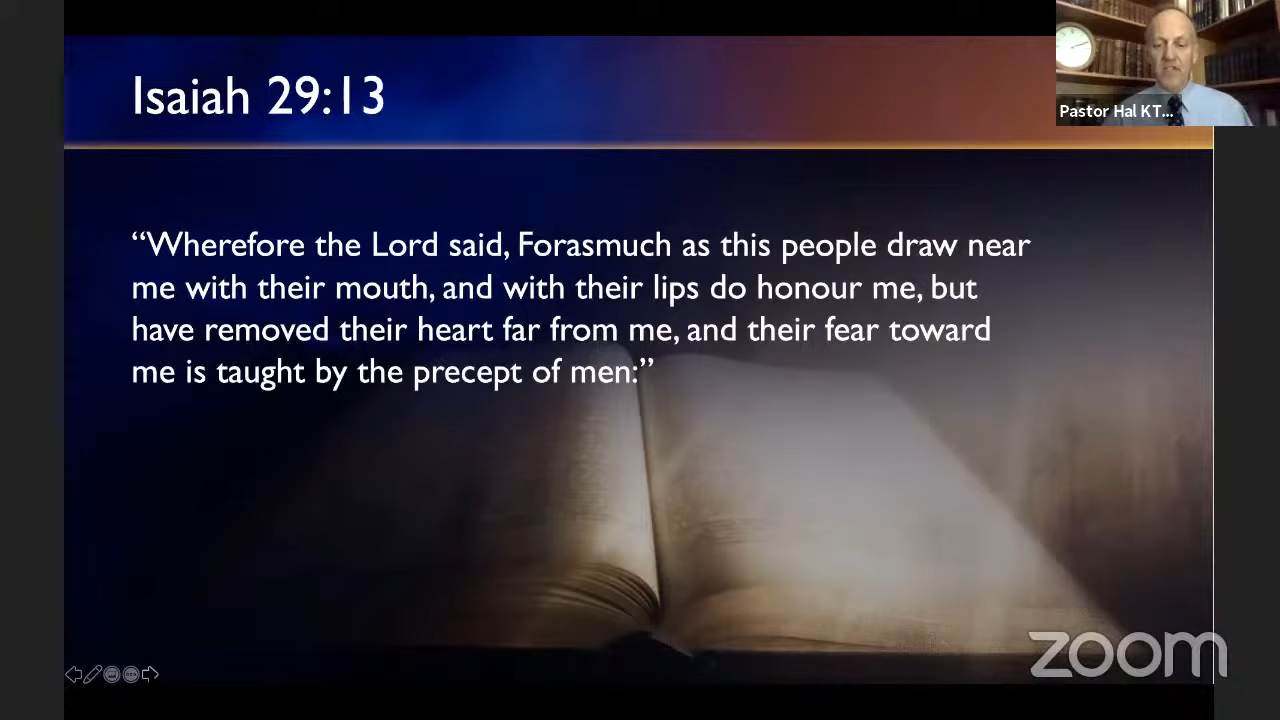 Isaiah 29:13
Pastor Hal KT...
“Wherefore the Lord said, Forasmuch as this people draw near
me with their mouth, and with their lips do honour me, but
have removed their heart far from me, and their fear toward
me is taught by the precept of men:”
zoom